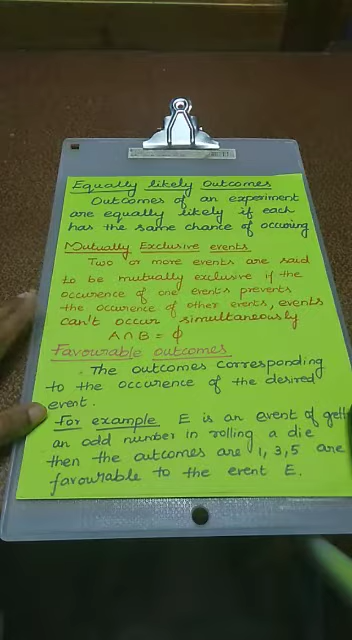 Equally likely Outcomes
Outcomes of an experiment
are equally likely if each
has the same chance of occuring
Mutually Exclusive events
Two or more events are said
to be mutually exclusive if the
occurence of one event prevents
the occurence of other events, events
can't occur simultaneously
A ∩ B = ϕ
Favourable outcomes
The outcomes corresponding
to the occurence of the desired
event.
For example E is an event of gett
an odd number in rolling a die
then the outcomes are 1, 3, 5 are
favourable to the event E.